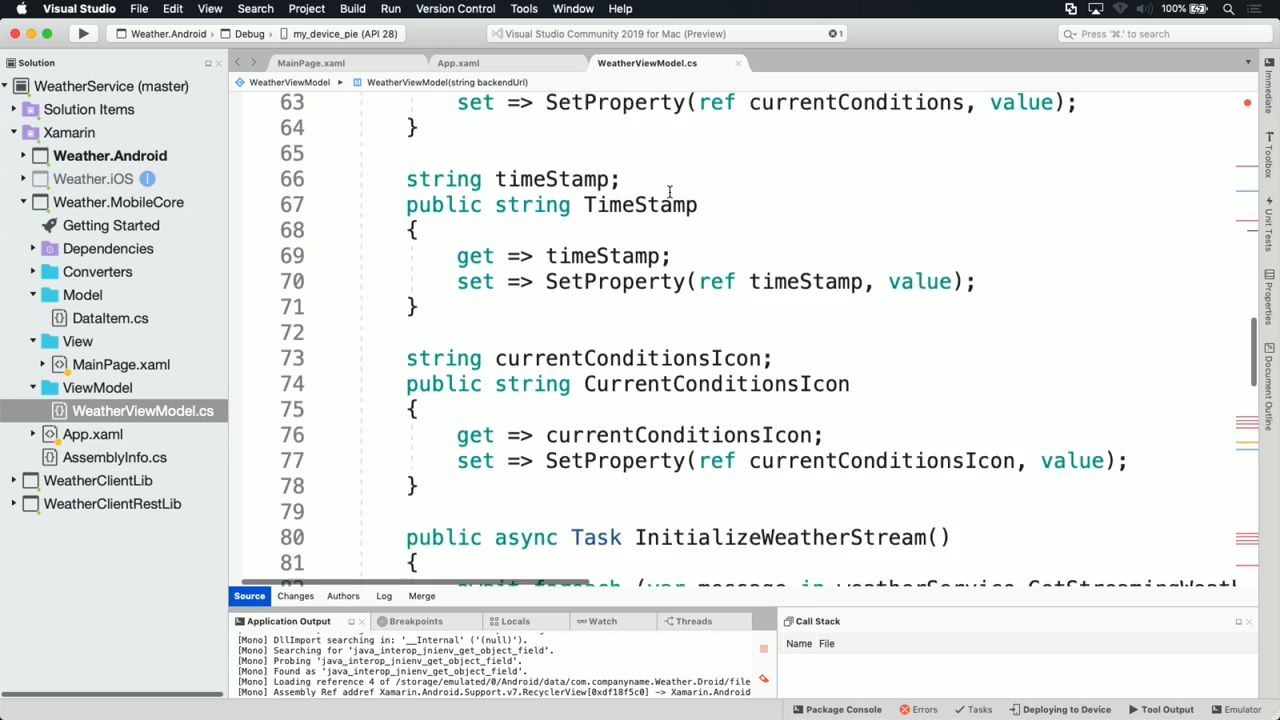 Visual Studio File Edit View Search Project Build Run Version Control Tools Window Help 100%
Weather.Android Debug my_device_pie (API 28) Visual Studio Community 2019 for Mac (Preview) 1 Press '⌘.' to search
Solution
WeatherService (master)
Solution Items
Xamarin
Weather.Android
Weather.iOS
Weather.MobileCore
Getting Started
Dependencies
Converters
Model
DataItem.cs
View
MainPage.xaml
ViewModel
WeatherViewModel.cs
App.xaml
AssemblyInfo.cs
WeatherClientLib
WeatherClientRestLib
MainPage.xaml App.xaml WeatherViewModel.cs
WeatherViewModel WeatherViewModel(string backendUrl)
63 set => SetProperty(ref currentConditions, value);
64 }
65
66 string timeStamp;
67 public string TimeStamp
68 {
69 get => timeStamp;
70 set => SetProperty(ref timeStamp, value);
71 }
72
73 string currentConditionsIcon;
74 public string CurrentConditionsIcon
75 {
76 get => currentConditionsIcon;
77 set => SetProperty(ref currentConditionsIcon, value);
78 }
79
80 public async Task InitializeWeatherStream()
81 {
await foreach (var message in weatherService.GetStreamingWeath
Source Changes Authors Log Merge
Application Output Breakpoints Locals Watch Threads
[Mono] DllImport searching in: '__Internal' ('(null)').
[Mono] Searching for 'java_interop_jnienv_get_object_field'.
[Mono] Probing 'java_interop_jnienv_get_object_field'.
[Mono] Found as 'java_interop_jnienv_get_object_field'.
[Mono] Loading reference 4 of /storage/emulated/0/Android/data/com.companyname.Weather.Droid/file
[Mono] Assembly Ref addref Xamarin.Android.Support.v7.RecyclerView[0xdf18f5c0] -> Xamarin.Android
Call Stack
Name File
Immediate
Toolbox
Unit Tests
Properties
Document Outline
Package Console Errors Tasks Deploying to Device Tool Output Emulator